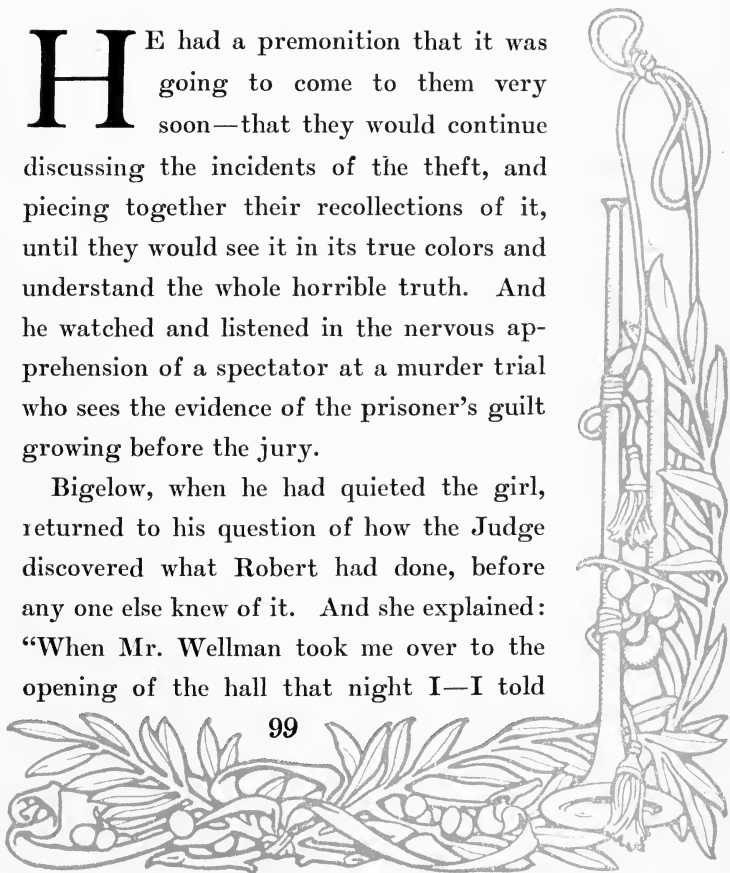 HE had a premonition that it was
going to come to them very
soon—that they would continue
discussing the incidents of the theft, and
piecing together their recollections of it,
until they would see it in its true colors and
understand the whole horrible truth. And
he watched and listened in the nervous ap-
prehension of a spectator at a murder trial
who sees the evidence of the prisoner's guilt
growing before the jury.
Bigelow, when he had quieted the girl,
returned to his question of how the Judge
discovered what Robert had done, before
any one else knew of it. And she explained:
“When Mr. Wellman took me over to the
opening of the hall that night I—I told
99